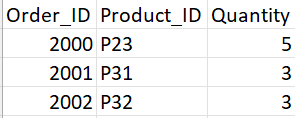 Order_ID Product_ID Quantity
2000 P23 5
2001 P31 3
2002 P32 3